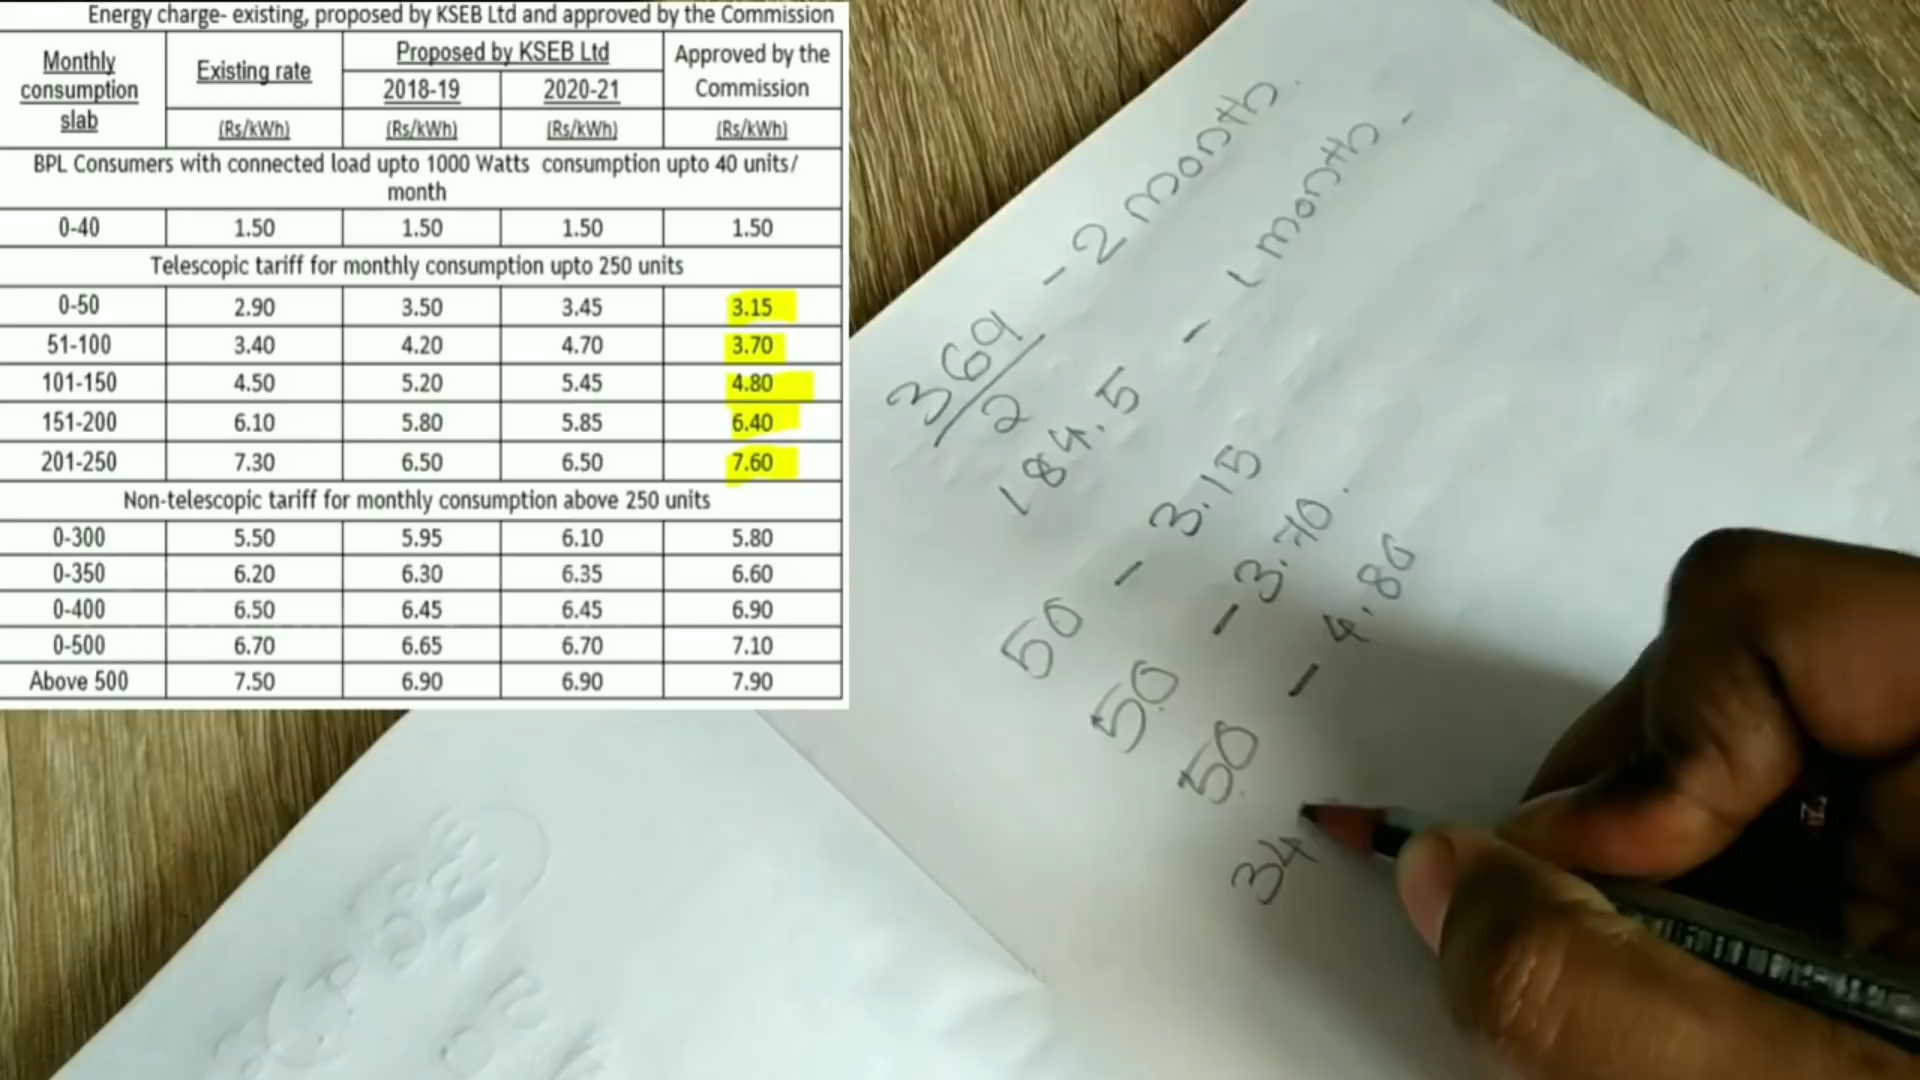 Energy charge- existing, proposed by KSEB Ltd and approved by the Commission
Monthly consumption slab Existing rate Proposed by KSEB Ltd Approved by the Commission
2018-19 2020-21
(Rs/kWh) (Rs/kWh) (Rs/kWh) (Rs/kWh)
BPL Consumers with connected load upto 1000 Watts consumption upto 40 units/
month
0-40 1.50 1.50 1.50 1.50
Telescopic tariff for monthly consumption upto 250 units
0-50 2.90 3.50 3.45 3.15
51-100 3.40 4.20 4.70 3.70
101-150 4.50 5.20 5.45 4.80
151-200 6.10 5.80 5.85 6.40
201-250 7.30 6.50 6.50 7.60
Non-telescopic tariff for monthly consumption above 250 units
0-300 5.50 5.95 6.10 5.80
0-350 6.20 6.30 6.35 6.60
0-400 6.50 6.45 6.45 6.90
0-500 6.70 6.65 6.70 7.10
Above 500 7.50 6.90 6.90 7.90
369/2 - 2 month.
184.5 - 1 month.
50 - 3.15
50 - 3.70.
50 - 4.80
34